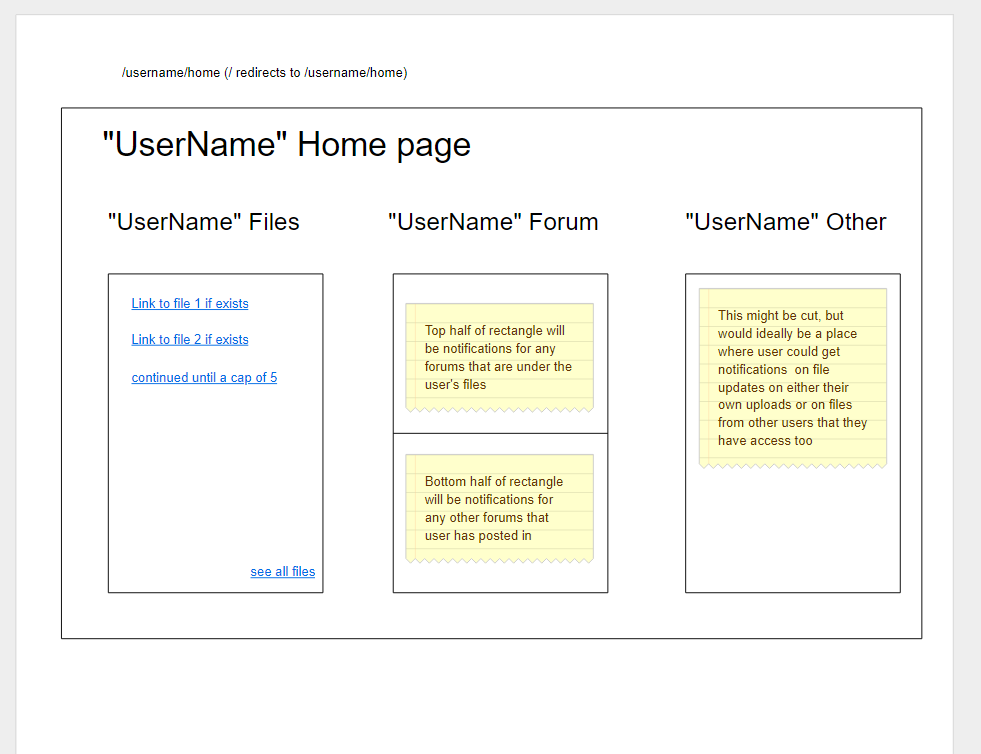 /username/home (/ redirects to /username/home)
"UserName" Home page
"UserName" Files
Link to file 1 if exists
Link to file 2 if exists
continued until a cap of 5
see all files
"UserName" Forum
Top half of rectangle will
be notifications for any
forums that are under the
user's files
Bottom half of rectangle
will be notifications for
any other forums that
user has posted in
"UserName" Other
This might be cut, but
would ideally be a place
where user could get
notifications  on file
updates on either their
own uploads or on files
from other users that they
have access too